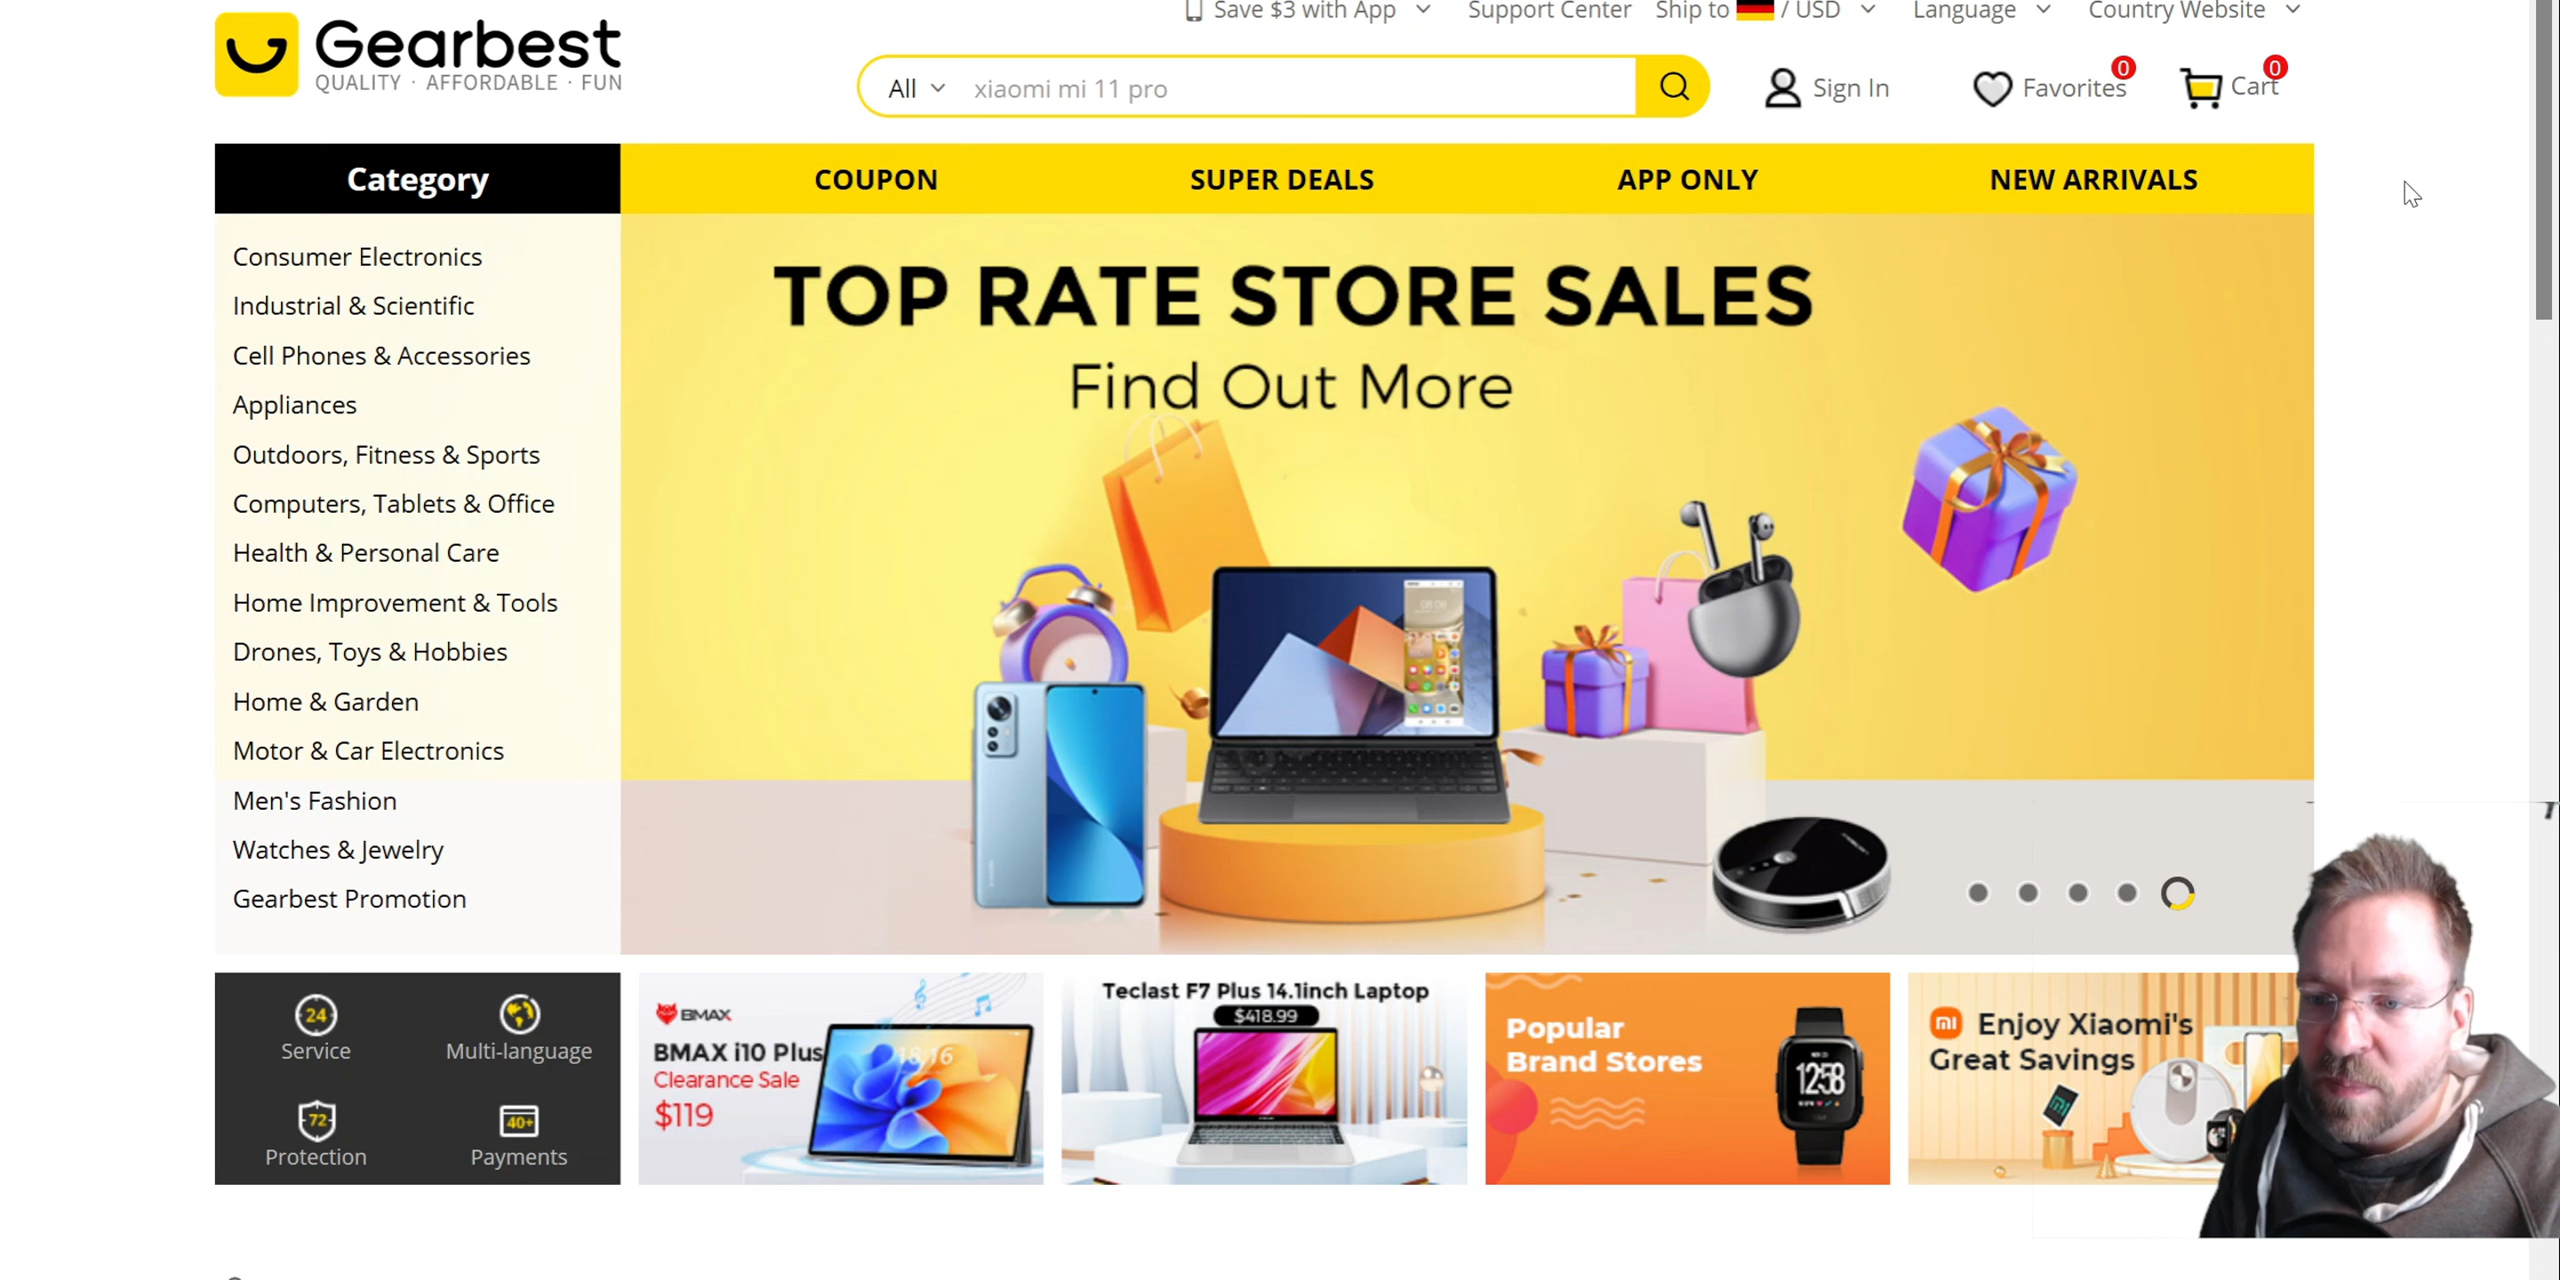 Save $3 with App Support Center Ship to / USD Language Country Website
Gearbest
QUALITY · AFFORDABLE · FUN
All xiaomi mi 11 pro
Sign In
Favorites 0
Cart 0
Category
COUPON SUPER DEALS APP ONLY NEW ARRIVALS
Consumer Electronics
Industrial & Scientific
Cell Phones & Accessories
Appliances
Outdoors, Fitness & Sports
Computers, Tablets & Office
Health & Personal Care
Home Improvement & Tools
Drones, Toys & Hobbies
Home & Garden
Motor & Car Electronics
Men's Fashion
Watches & Jewelry
Gearbest Promotion
TOP RATE STORE SALES
Find Out More
24
Service
Multi-language
72
Protection
40+
Payments
BMAX
BMAX i10 Plus
Clearance Sale
$119
18:16
Teclast F7 Plus 14.1inch Laptop
$418.99
Popular
Brand Stores
12:58
mi Enjoy Xiaomi's
Great Savings